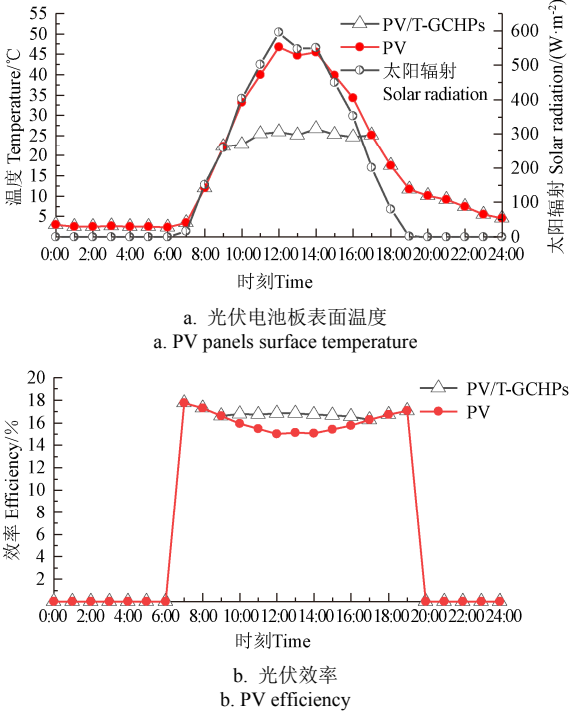 55
50
45
40
35
30
25
20
15
10
5
温度 Temperature/℃
PV/T-GCHPs
PV
太阳辐射
Solar radiation
600
500
400
300
200
100
0
太阳辐射 Solar radiation/(W·m⁻²)
0:00 2:00 4:00 6:00 8:00 10:00 12:00 14:00 16:00 18:00 20:00 22:00 24:00
时刻Time
a. 光伏电池板表面温度
a. PV panels surface temperature
20
18
16
14
12
10
8
6
4
2
效率 Efficiency/%
PV/T-GCHPs
PV
0:00 2:00 4:00 6:00 8:00 10:00 12:00 14:00 16:00 18:00 20:00 22:00 24:00
时刻Time
b. 光伏效率
b. PV efficiency